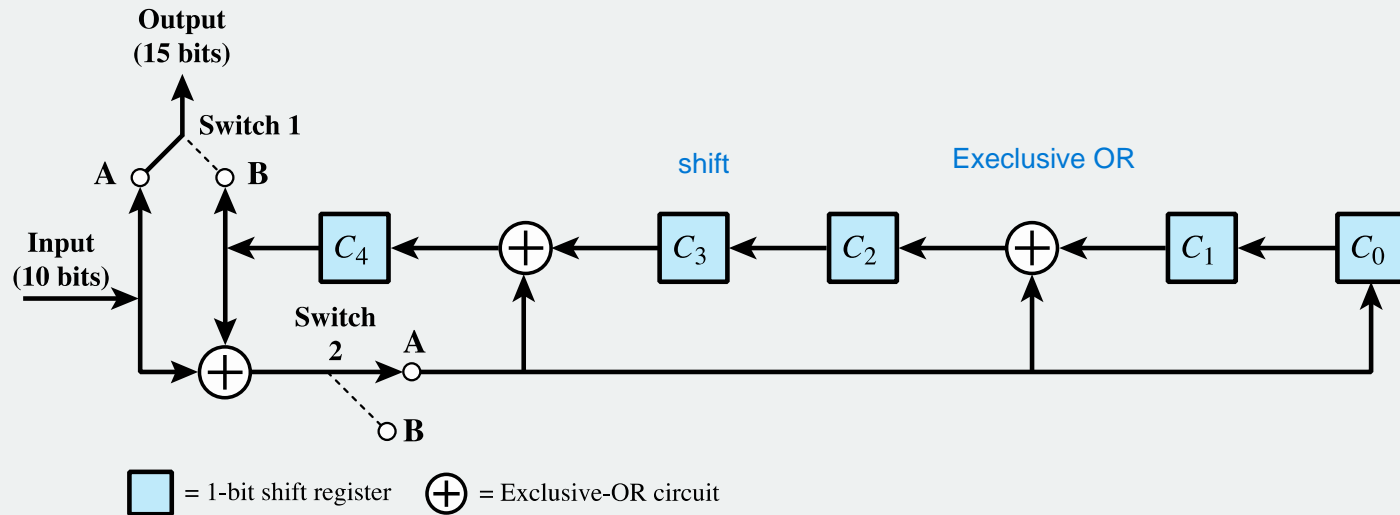 Output
(15 bits)
Switch 1
A
B
shift
Execlusive OR
Input
(10 bits)
C₄
C₃
C₂
C₁
C₀
Switch
2
A
B
= 1-bit shift register
= Exclusive-OR circuit